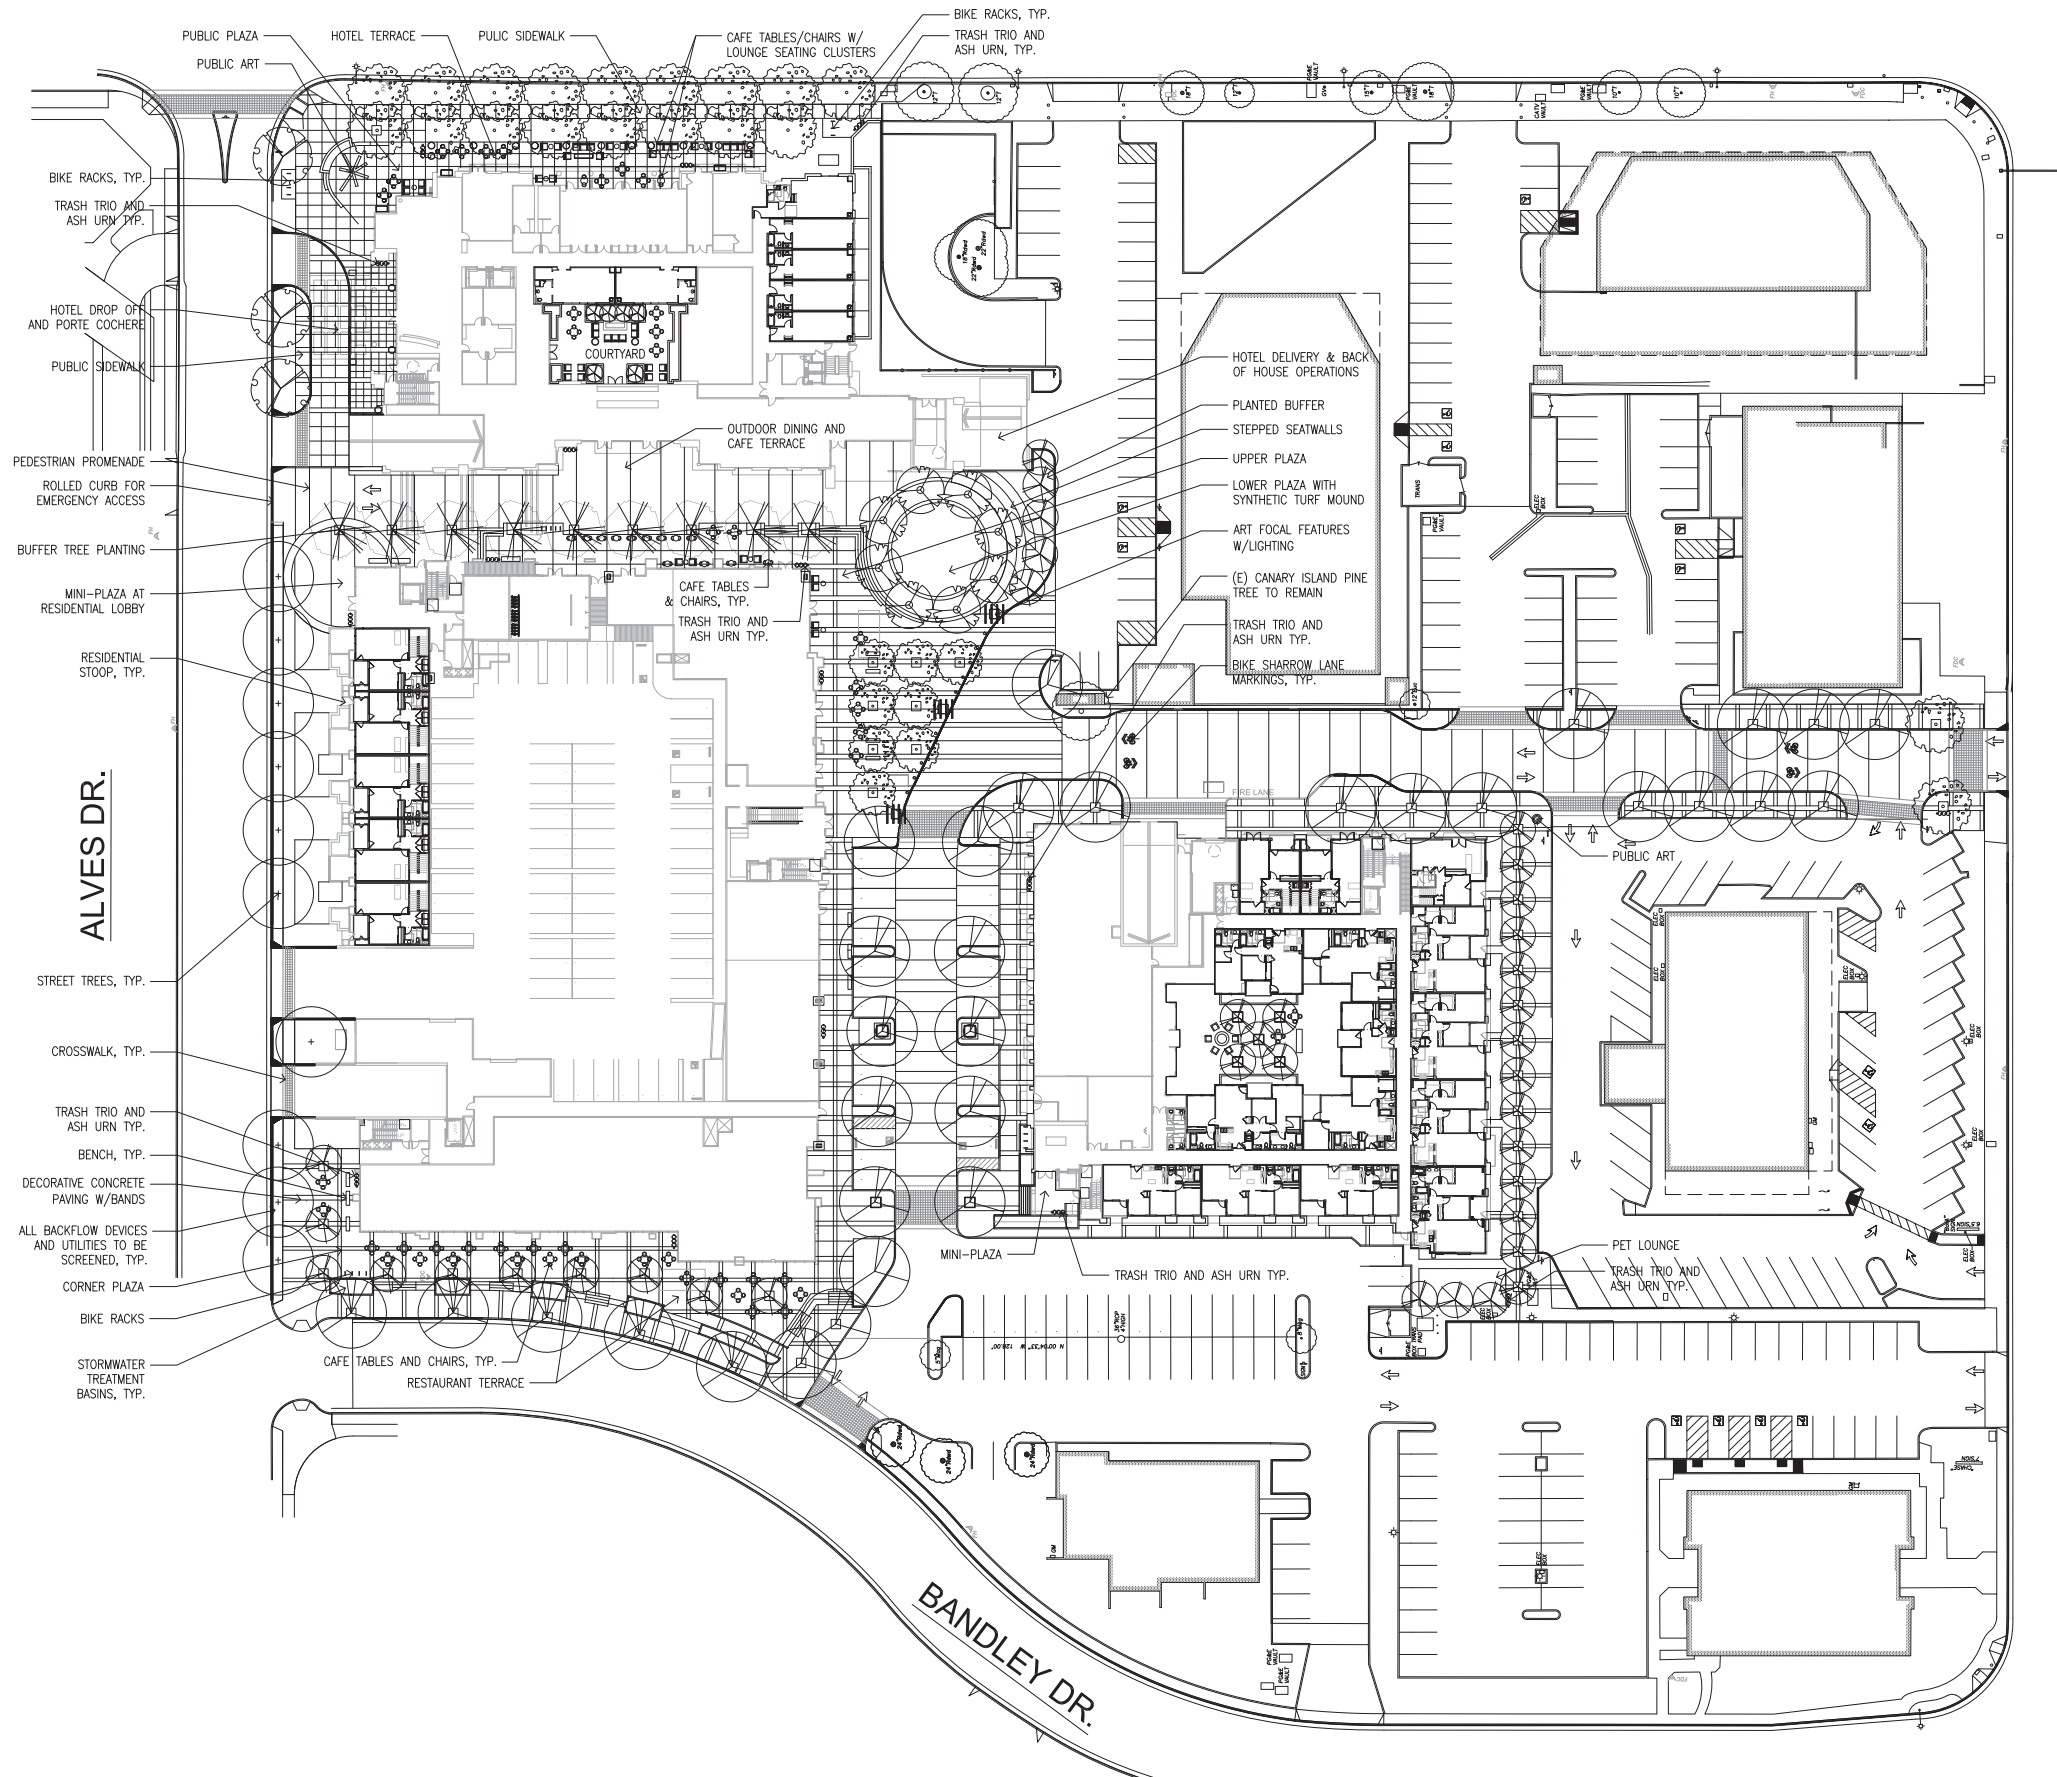 BIKE RACKS, TYP.
PUBLIC PLAZA
HOTEL TERRACE
PULIC SIDEWALK
CAFE TABLES/CHAIRS W/
LOUNGE SEATING CLUSTERS
TRASH TRIO AND
ASH URN, TYP.
PUBLIC ART
BIKE RACKS, TYP.
TRASH TRIO AND
ASH URN TYP.
HOTEL DROP OFF
AND PORTE COCHERE
PUBLIC SIDEWALK
COURTYARD
HOTEL DELIVERY & BACK
OF HOUSE OPERATIONS
PLANTED BUFFER
STEPPED SEATWALLS
UPPER PLAZA
LOWER PLAZA WITH
SYNTHETIC TURF MOUND
ART FOCAL FEATURES
W/LIGHTING
(E) CANARY ISLAND PINE
TREE TO REMAIN
TRASH TRIO AND
ASH URN TYP.
BIKE SHARROW LANE
MARKINGS, TYP.
OUTDOOR DINING AND
CAFE TERRACE
PEDESTRIAN PROMENADE
ROLLED CURB FOR
EMERGENCY ACCESS
BUFFER TREE PLANTING
MINI-PLAZA AT
RESIDENTIAL LOBBY
CAFE TABLES
& CHAIRS, TYP.
TRASH TRIO AND
ASH URN TYP.
RESIDENTIAL
STOOP, TYP.
ALVES DR.
FIRE LANE
PUBLIC ART
STREET TREES, TYP.
CROSSWALK, TYP.
TRASH TRIO AND
ASH URN TYP.
BENCH, TYP.
DECORATIVE CONCRETE
PAVING W/BANDS
ALL BACKFLOW DEVICES
AND UTILITIES TO BE
SCREENED, TYP.
CORNER PLAZA
BIKE RACKS
STORMWATER
TREATMENT
BASINS, TYP.
CAFE TABLES AND CHAIRS, TYP.
RESTAURANT TERRACE
MINI-PLAZA
TRASH TRIO AND ASH URN TYP.
PET LOUNGE
TRASH TRIO AND
ASH URN TYP.
BANDLEY DR.
TRANS
PG&E
VAULT
CATV
VAULT
ELEC
BOX